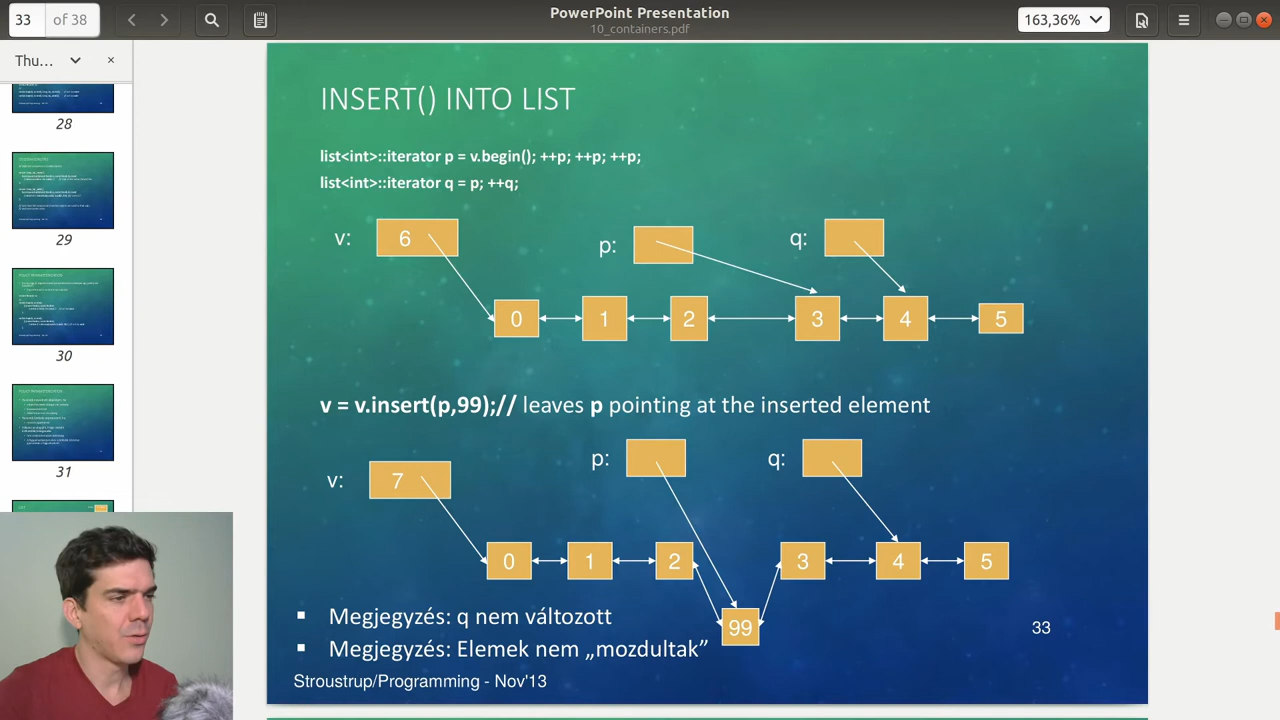 33 of 38
PowerPoint Presentation
10_containers.pdf
163,36%
Thu...
28
29
30
31
INSERT() INTO LIST
list<int>::iterator p = v.begin(); ++p; ++p; ++p;
list<int>::iterator q = p; ++q;
v: 6 p: q:
0 1 2 3 4 5
v = v.insert(p,99);// leaves p pointing at the inserted element
p: q:
v: 7
0 1 2 3 4 5
99
Megjegyzés: q nem változott
Megjegyzés: Elemek nem „mozdultak”
33
Stroustrup/Programming - Nov'13